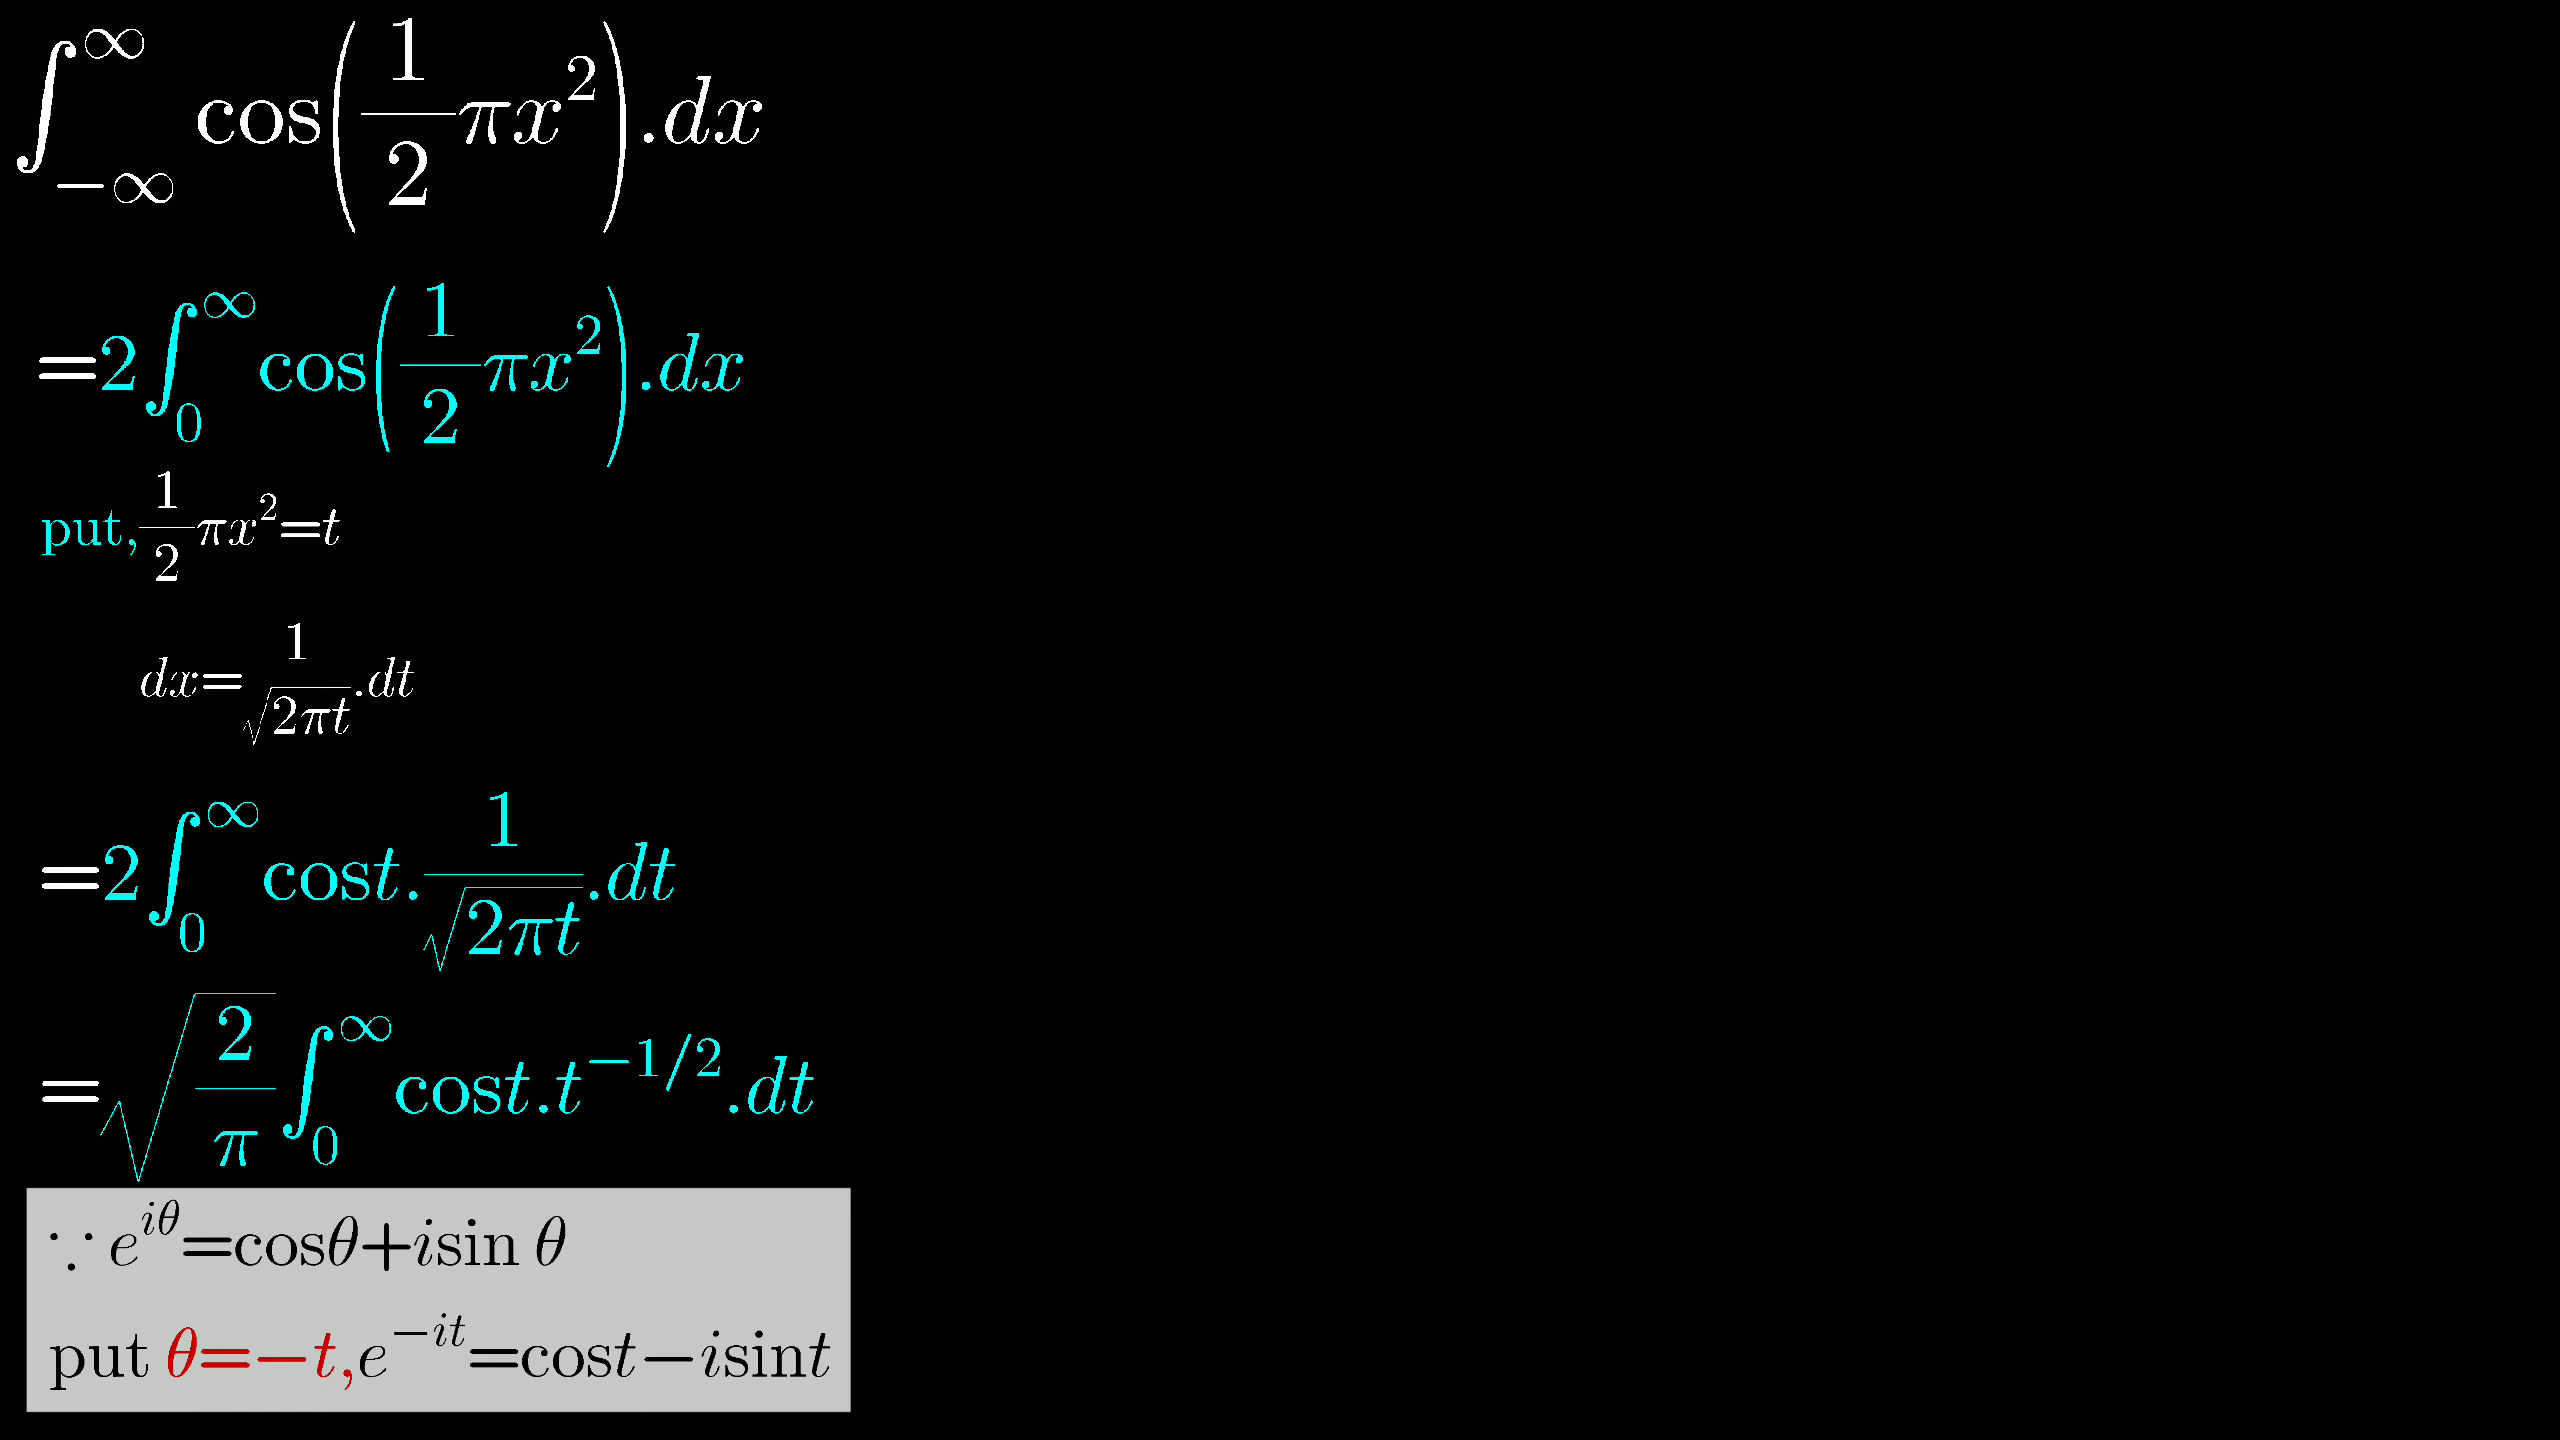 ∫_{−∞}^{∞} cos(1/2 πx²).dx
=2∫_0^∞ cos(1/2 πx²).dx
put, 1/2 πx²=t
dx=1/√(2πt).dt
=2∫_0^∞ cost.1/√(2πt).dt
=√(2/π)∫_0^∞ cost.t^{−1/2}.dt
∵ e^{iθ}=cosθ+isin θ
put θ=−t,e^{−it}=cost−isint